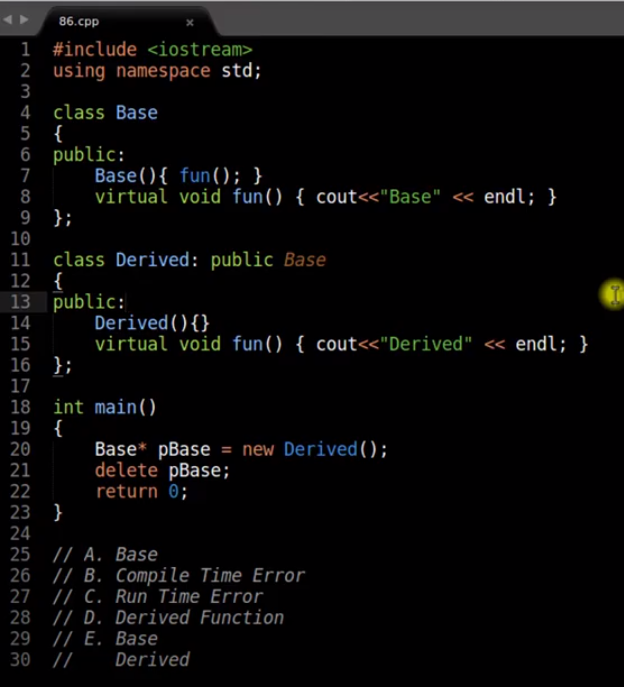 86.cpp
1 #include <iostream>
2 using namespace std;
3
4 class Base
5 {
6 public:
7     Base(){ fun(); }
8     virtual void fun() { cout<<"Base" << endl; }
9 };
10
11 class Derived: public Base
12 {
13 public:
14     Derived(){}
15     virtual void fun() { cout<<"Derived" << endl; }
16 };
17
18 int main()
19 {
20     Base* pBase = new Derived();
21     delete pBase;
22     return 0;
23 }
24
25 // A. Base
26 // B. Compile Time Error
27 // C. Run Time Error
28 // D. Derived Function
29 // E. Base
30 //    Derived